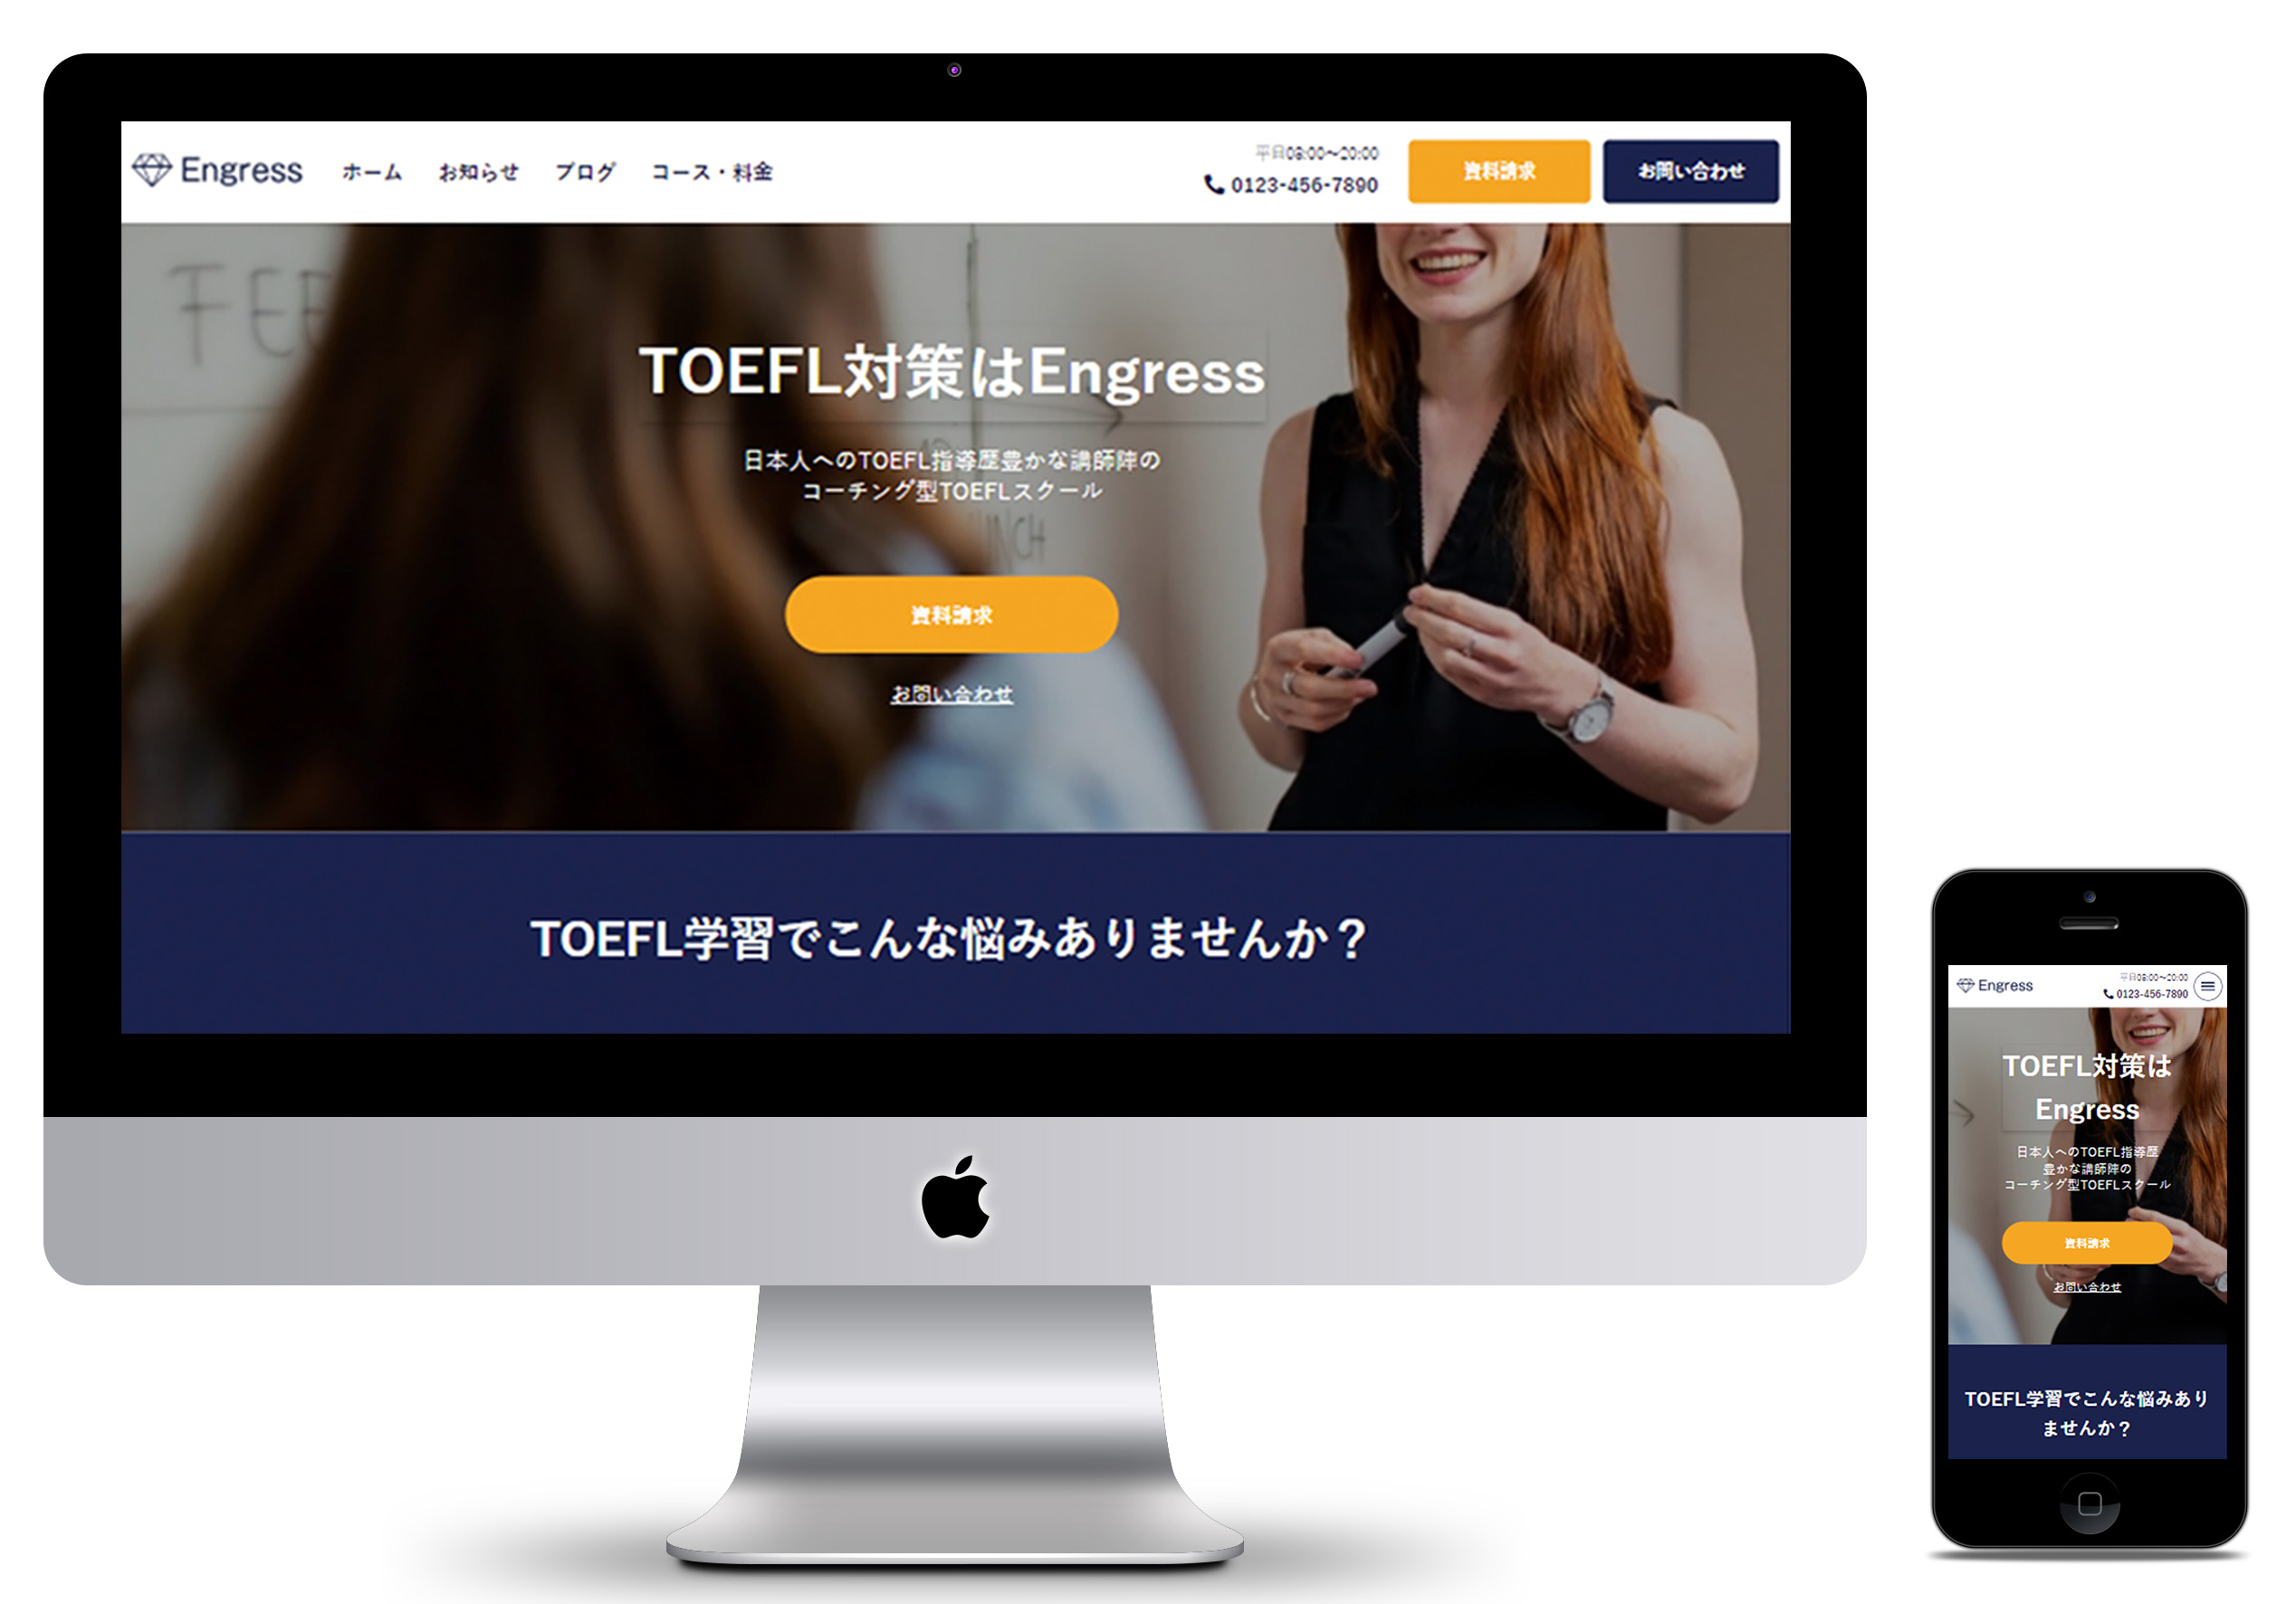 Engress
ホーム お知らせ ブログ コース・料金
平日08:00〜20:00
0123-456-7890
資料請求
お問い合わせ
FEE
TOEFL対策はEngress
日本人へのTOEFL指導歴豊かな講師陣の
コーチング型TOEFLスクール
UNCH
資料請求
お問い合わせ
TOEFL学習でこんな悩みありませんか？
Engress
平日08:00〜20:00
0123-456-7890
TOEFL対策は
Engress
日本人へのTOEFL指導歴
豊かな講師陣の
コーチング型TOEFLスクール
資料請求
お問い合わせ
TOEFL学習でこんな悩みあり
ませんか？